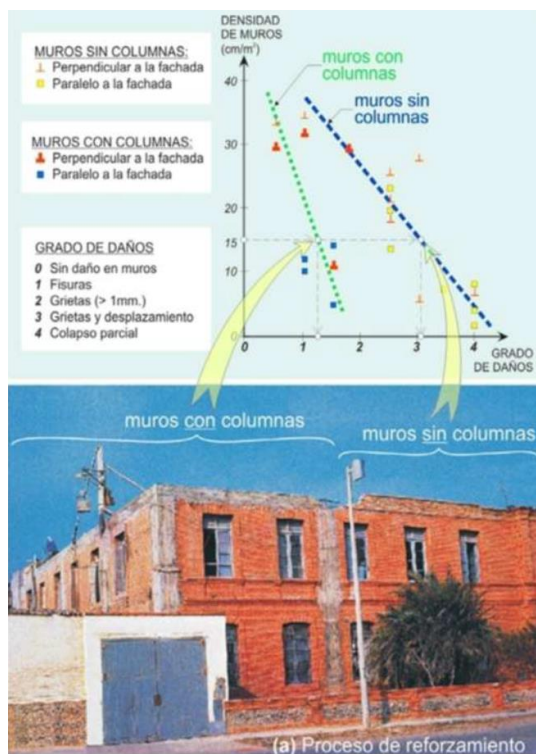 DENSIDAD
DE MUROS
(cm/m²)
MUROS SIN COLUMNAS:
Perpendicular a la fachada
Paralelo a la fachada
MUROS CON COLUMNAS:
Perpendicular a la fachada
Paralelo a la fachada
GRADO DE DAÑOS
0 Sin daño en muros
1 Fisuras
2 Grietas (> 1mm.)
3 Grietas y desplazamiento
4 Colapso parcial
muros con
columnas
muros sin
columnas
40
30
20
15
10
0
0
1
2
3
4
GRADO
DE DAÑOS
muros con columnas
muros sin columnas
(a) Proceso de reforzamiento